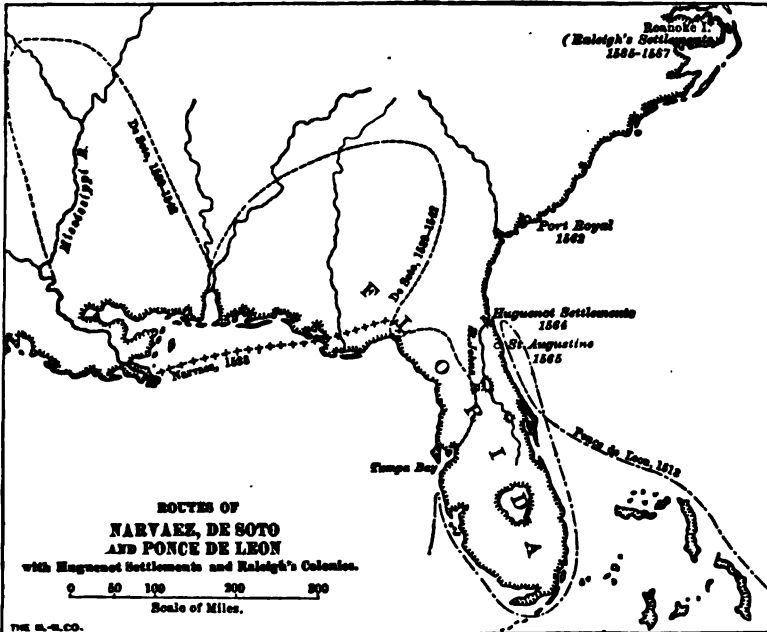 Roanoke I.
(Raleigh's Settlements
1585-1587
De Soto, 1539-1542
Mississippi R.
De Soto, 1539-1542
Port Royal
1562
Huguenot Settlements
1564
St. Augustine
1565
Narvaez, 1528
FLORIDA
Ponce de Leon, 1512
Tampa Bay
ROUTES OF
NARVAEZ, DE SOTO
AND PONCE DE LEON
with Huguenot Settlements and Raleigh's Colonies.
0 50 100 200 300
Scale of Miles.
THE M.-N. CO.